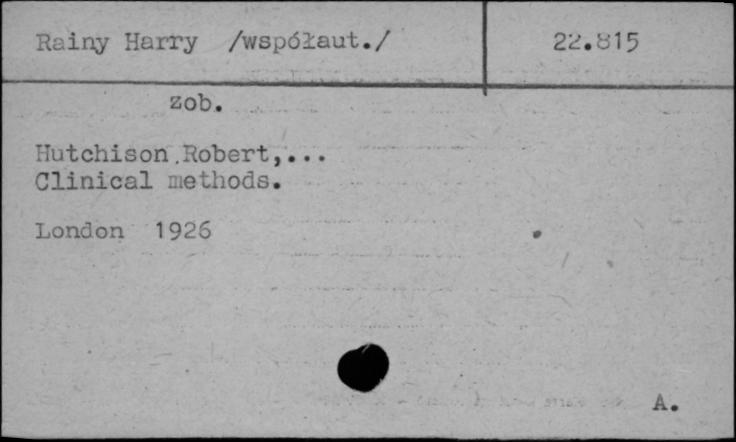 Rainy Harry /współaut./ 22.815
zob.
Hutchison,Robert,...
Clinical methods.
London 1926
A.